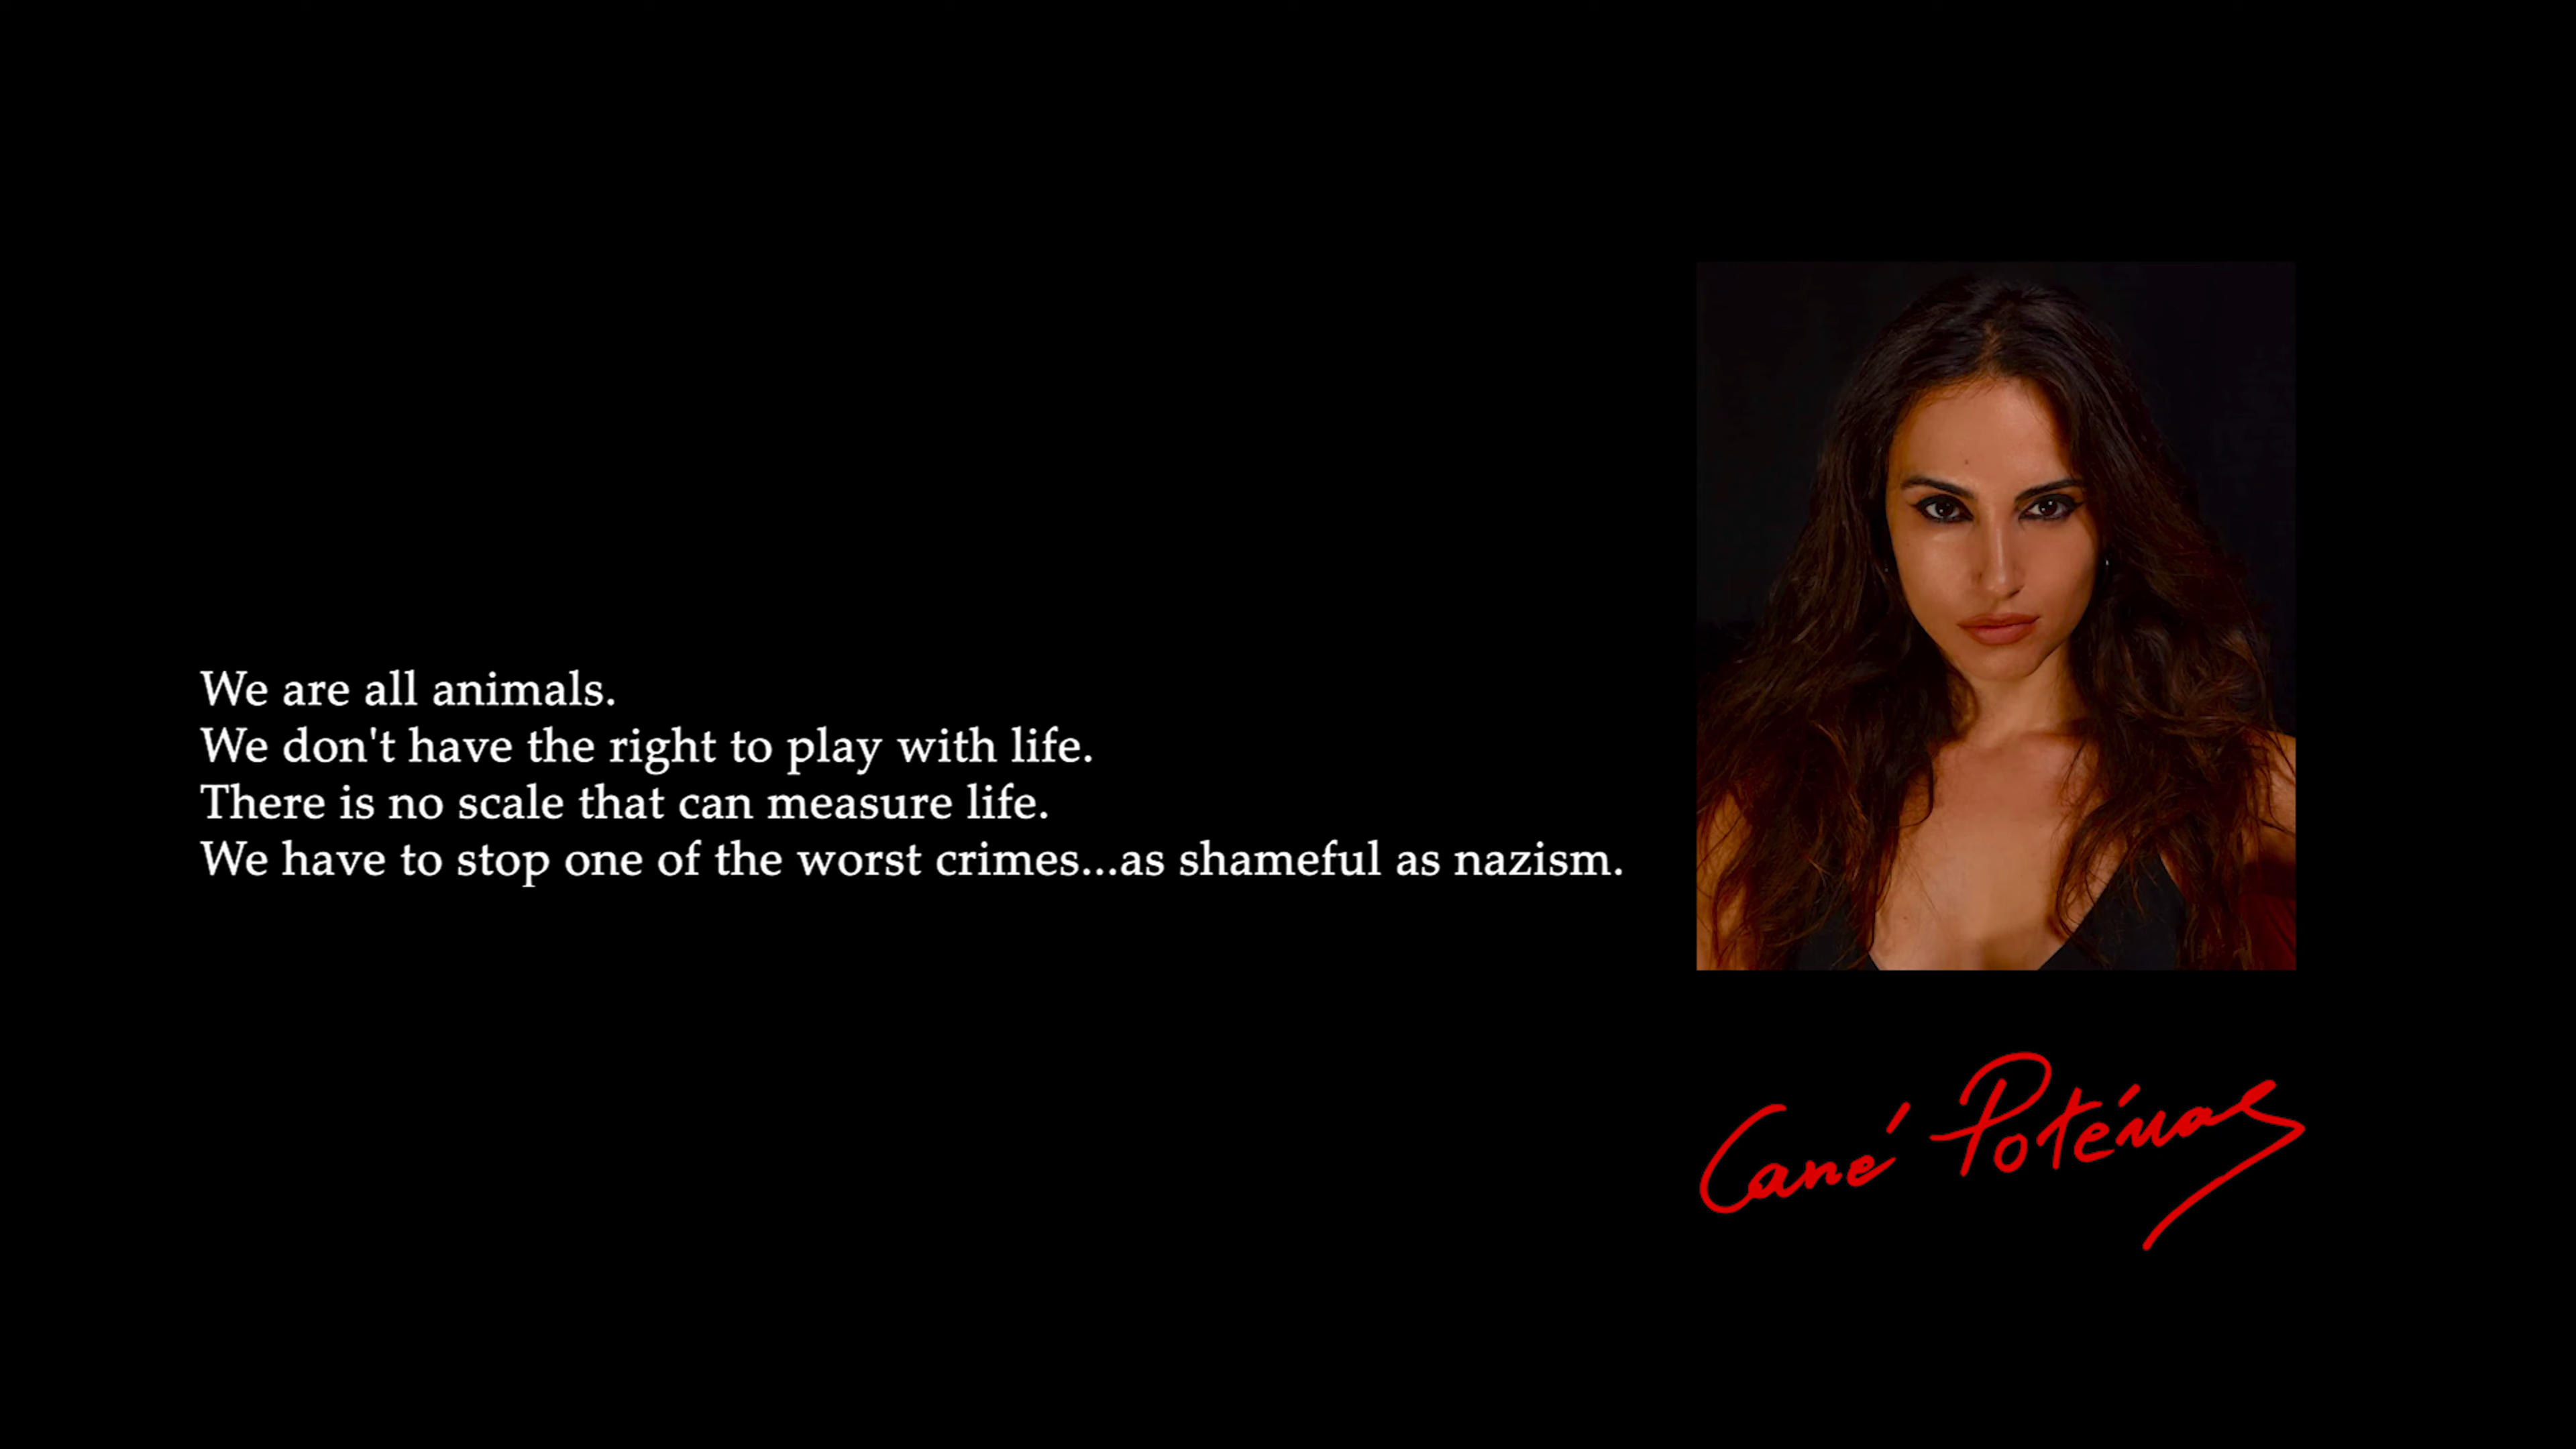 We are all animals.
We don't have the right to play with life.
There is no scale that can measure life.
We have to stop one of the worst crimes...as shameful as nazism.
Cané